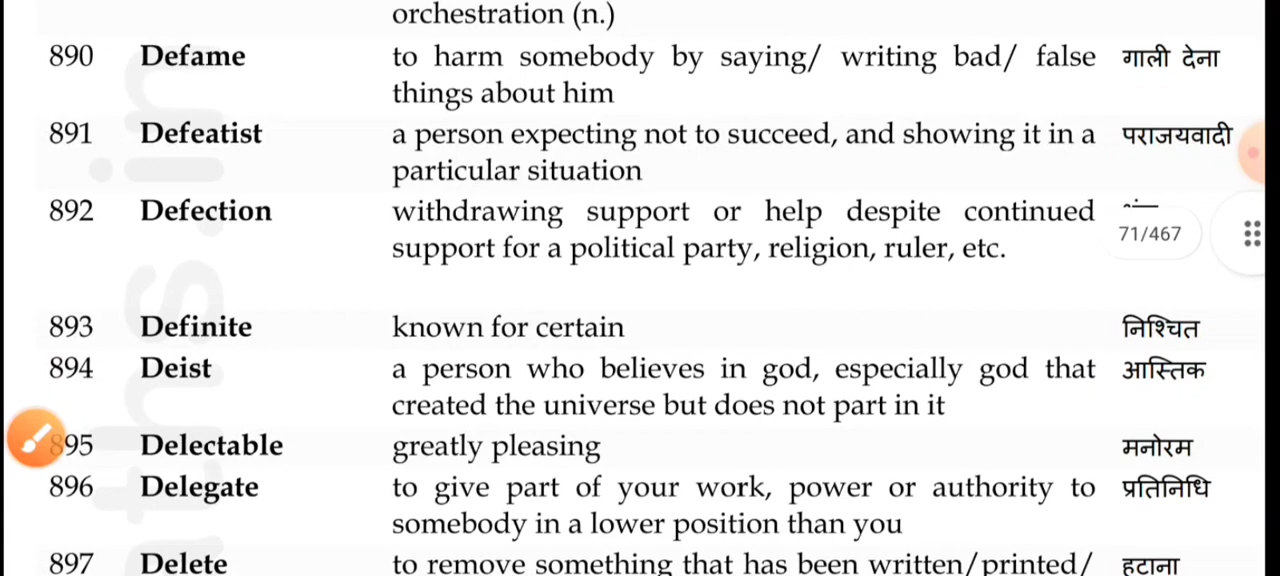 orchestration (n.)
890 Defame to harm somebody by saying/ writing bad/ false गाली देना
things about him
891 Defeatist a person expecting not to succeed, and showing it in a पराजयवादी
particular situation
892 Defection withdrawing support or help despite continued
support for a political party, religion, ruler, etc. 71/467
893 Definite known for certain निश्चित
894 Deist a person who believes in god, especially god that आस्तिक
created the universe but does not part in it
895 Delectable greatly pleasing मनोरम
896 Delegate to give part of your work, power or authority to प्रतिनिधि
somebody in a lower position than you
897 Delete to remove something that has been written/printed/ हटाना
ths.in